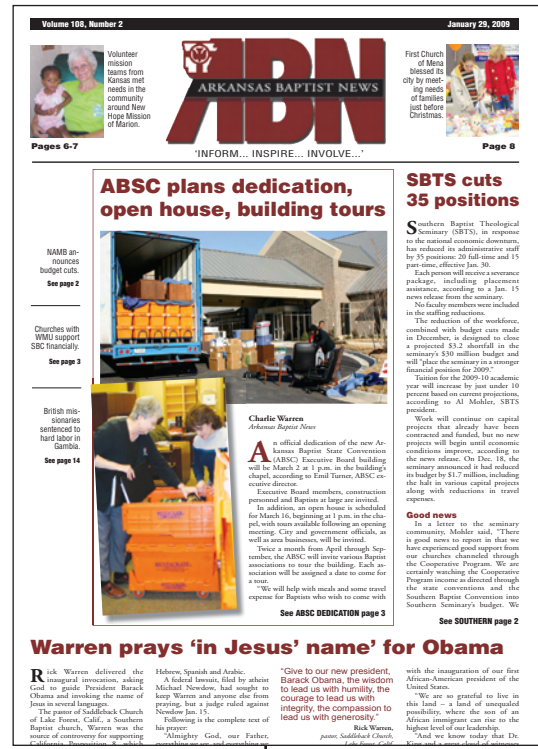 Volume 108, Number 2
January 29, 2009
Volunteer
mission
teams from
Kansas met
needs in the
community
around New
Hope Mission
of Marion.
Pages 6-7
ABN
ARKANSAS BAPTIST NEWS
'INFORM... INSPIRE... INVOLVE...'
First Church
of Mena
blessed its
city by meet-
ing needs
of families
just before
Christmas.
Page 8
NAMB an-
nounces
budget cuts.
See page 2
Churches with
WMU support
SBC financially.
See page 3
British mis-
sionaries
sentenced to
hard labor in
Gambia.
See page 14
ABSC plans dedication,
open house, building tours
Charlie Warren
Arkansas Baptist News
An official dedication of the new Ar-
kansas Baptist State Convention
(ABSC) Executive Board building
will be March 2 at 1 p.m. in the building's
chapel, according to Emil Turner, ABSC ex-
ecutive director.
Executive Board members, construction
personnel and Baptists at large are invited.
In addition, an open house is scheduled
for March 16, beginning at 1 p.m. in the cha-
pel, with tours available following an opening
meeting. City and government officials, as
well as area businesses, will be invited.
Twice a month from April through Sep-
tember, the ABSC will invite various Baptist
associations to tour the building. Each as-
sociation will be assigned a date to come for
a tour.
"We will help with meals and some travel
expense for Baptists who wish to come with
See ABSC DEDICATION page 3
SBTS cuts
35 positions
Southern Baptist Theological
Seminary (SBTS), in response
to the national economic downturn,
has reduced its administrative staff
by 35 positions: 20 full-time and 15
part-time, effective Jan. 30.
Each person will receive a severance
package, including placement
assistance, according to a Jan. 15
news release from the seminary.
No faculty members were included
in the staffing reductions.
The reduction of the workforce,
combined with budget cuts made
in December, is designed to close
a projected $3.2 shortfall in the
seminary's $30 million budget and
will "place the seminary in a stronger
financial position for 2009."
Tuition for the 2009-10 academic
year will increase by just under 10
percent based on current projections,
according to Al Mohler, SBTS
president.
Work will continue on capital
projects that already have been
contracted and funded, but no new
projects will begin until economic
conditions improve, according to
the news release. On Dec. 18, the
seminary announced it had reduced
its budget by $1.7 million, including
the halt in various capital projects
along with reductions in travel
expenses.
Good news
In a letter to the seminary
community, Mohler said, "There
is good news to report in that we
have experienced good support from
our churches channeled through
the Cooperative Program. We are
certainly watching the Cooperative
Program income as directed through
the state conventions and the
Southern Baptist Convention into
Southern Seminary's budget. We
See SOUTHERN page 2
Warren prays 'in Jesus' name' for Obama
Rick Warren delivered the
inaugural invocation, asking
God to guide President Barack
Obama and invoking the name of
Jesus in several languages.
The pastor of Saddleback Church
of Lake Forest, Calif., a Southern
Baptist church, Warren was the
source of controversy for supporting
California Proposition 8, which
Hebrew, Spanish and Arabic.
A federal lawsuit, filed by atheist
Michael Newdow, had sought to
keep Warren and anyone else from
praying, but a judge ruled against
Newdow Jan. 15.
Following is the complete text of
his prayer:
"Almighty God, our Father,
everything we see, and everything we
"Give to our new president,
Barack Obama, the wisdom
to lead us with humility, the
courage to lead us with
integrity, the compassion to
lead us with generosity."
Rick Warren,
pastor, Saddleback Church,
Lake Forest, Calif.
with the inauguration of our first
African-American president of the
United States.
"We are so grateful to live in
this land – a land of unequaled
possibility, where the son of an
African immigrant can rise to the
highest level of our leadership.
"And we know today that Dr.
King and a great cloud of witnesses